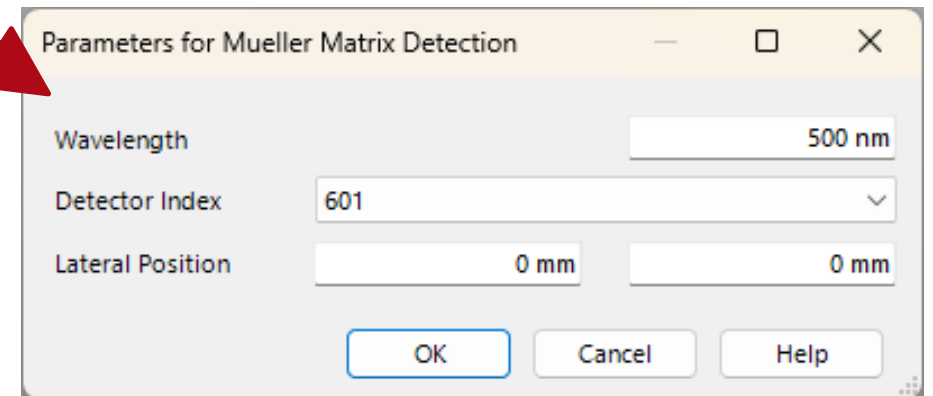 Parameters for Mueller Matrix Detection
Wavelength 500 nm
Detector Index 601
Lateral Position 0 mm 0 mm
OK Cancel Help